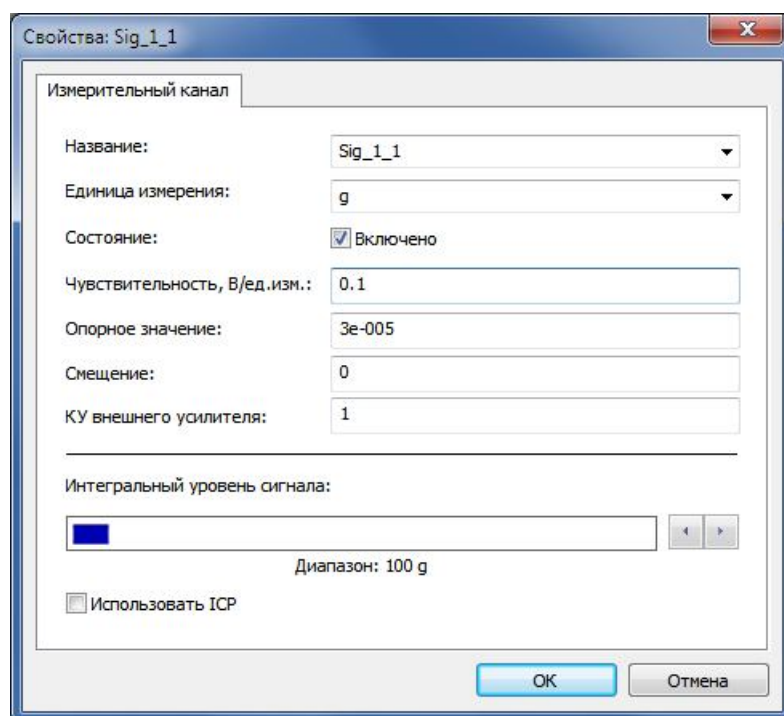 Свойства: Sig_1_1
Измерительный канал
Название: Sig_1_1
Единица измерения: g
Состояние: Включено
Чувствительность, В/ед.изм.: 0.1
Опорное значение: 3e-005
Смещение: 0
КУ внешнего усилителя: 1
Интегральный уровень сигнала:
Диапазон: 100 g
Использовать ICP
OK Отмена